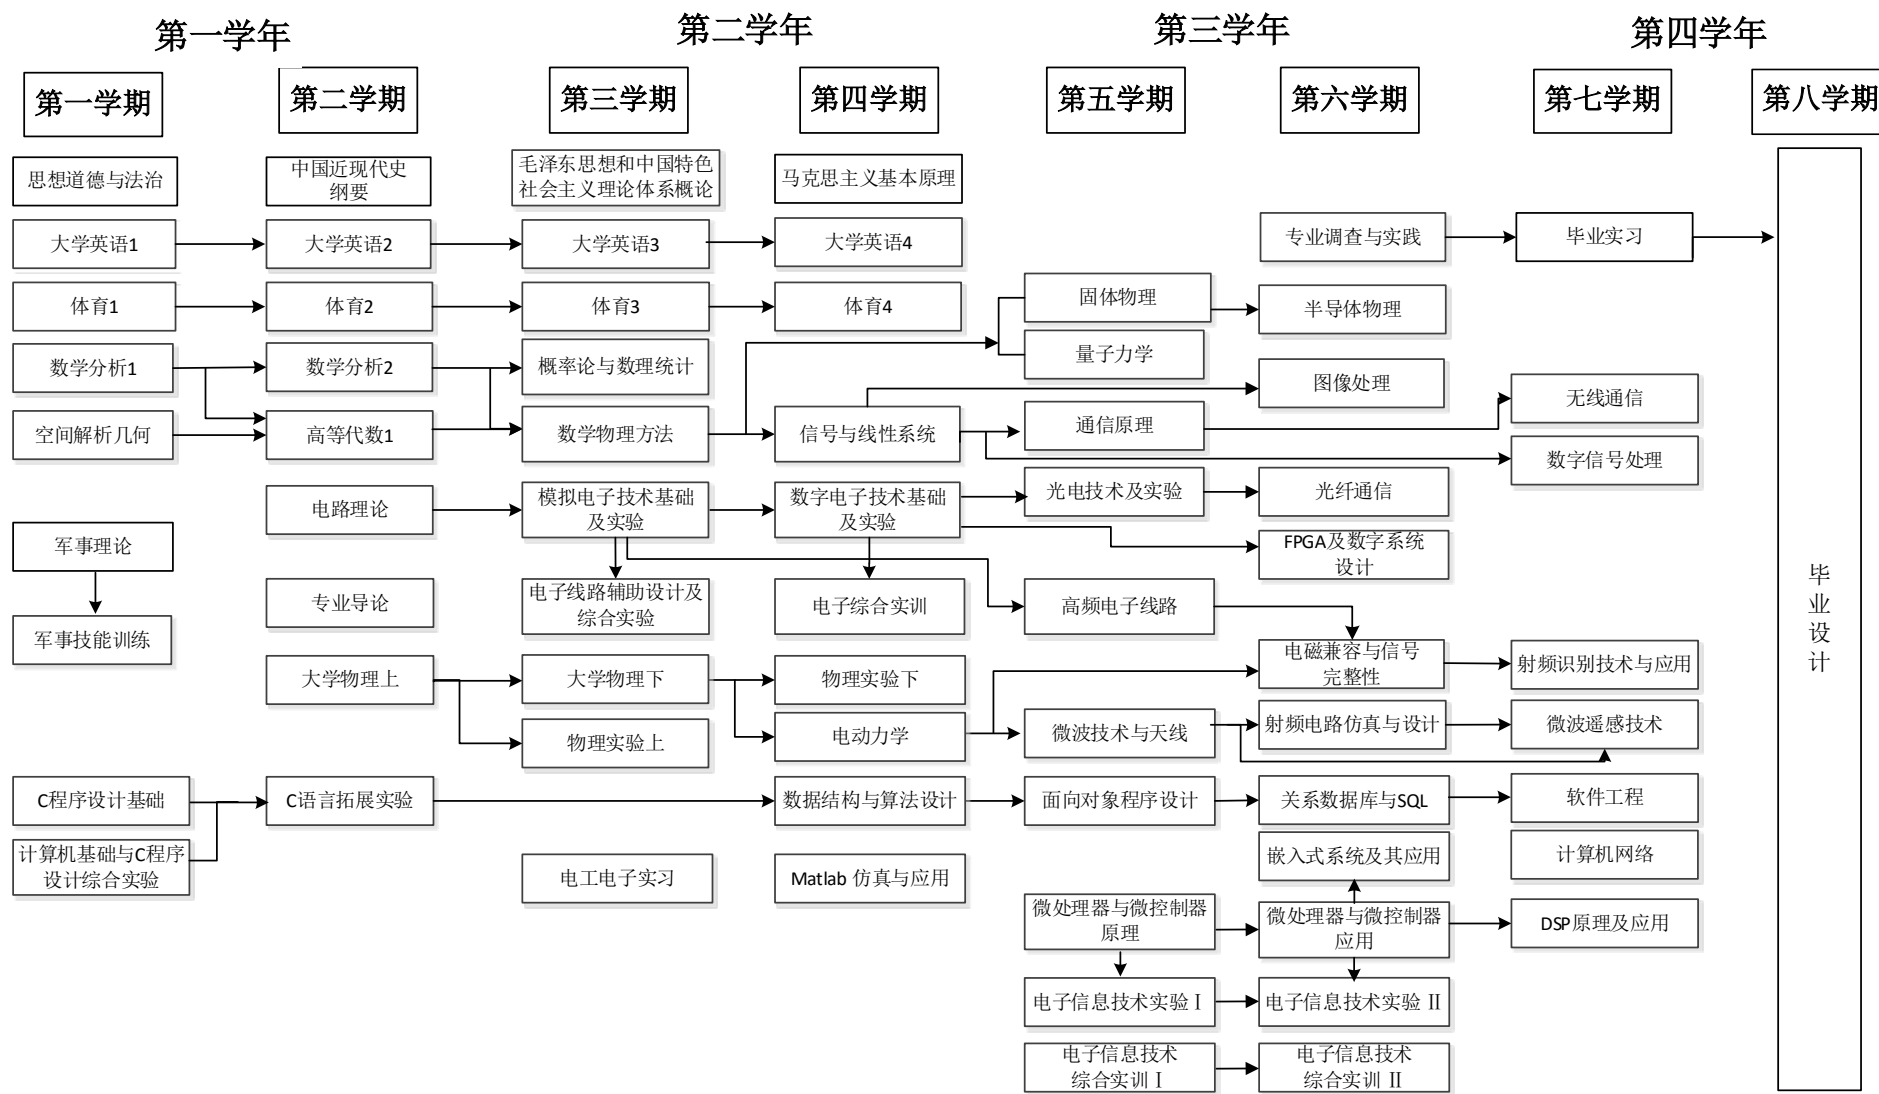 第一学年
第二学年
第三学年
第四学年
第一学期
第二学期
第三学期
第四学期
第五学期
第六学期
第七学期
第八学期
思想道德与法治
中国近现代史
纲要
毛泽东思想和中国特色
社会主义理论体系概论
马克思主义基本原理
大学英语1
大学英语2
大学英语3
大学英语4
专业调查与实践
毕业实习
体育1
体育2
体育3
体育4
固体物理
半导体物理
数学分析1
数学分析2
概率论与数理统计
量子力学
图像处理
无线通信
空间解析几何
高等代数1
数学物理方法
信号与线性系统
通信原理
数字信号处理
电路理论
模拟电子技术基础
及实验
数字电子技术基础
及实验
光电技术及实验
光纤通信
军事理论
FPGA及数字系统
设计
专业导论
电子线路辅助设计及
综合实验
电子综合实训
高频电子线路
军事技能训练
大学物理上
大学物理下
物理实验下
电磁兼容与信号
完整性
射频识别技术与应用
物理实验上
电动力学
微波技术与天线
射频电路仿真与设计
微波遥感技术
C程序设计基础
C语言拓展实验
数据结构与算法设计
面向对象程序设计
关系数据库与SQL
软件工程
计算机基础与C程序
设计综合实验
电工电子实习
Matlab 仿真与应用
嵌入式系统及其应用
计算机网络
微处理器与微控制器
原理
微处理器与微控制器
应用
DSP原理及应用
电子信息技术实验Ⅰ
电子信息技术实验 Ⅱ
电子信息技术
综合实训Ⅰ
电子信息技术
综合实训 Ⅱ
毕
业
设
计